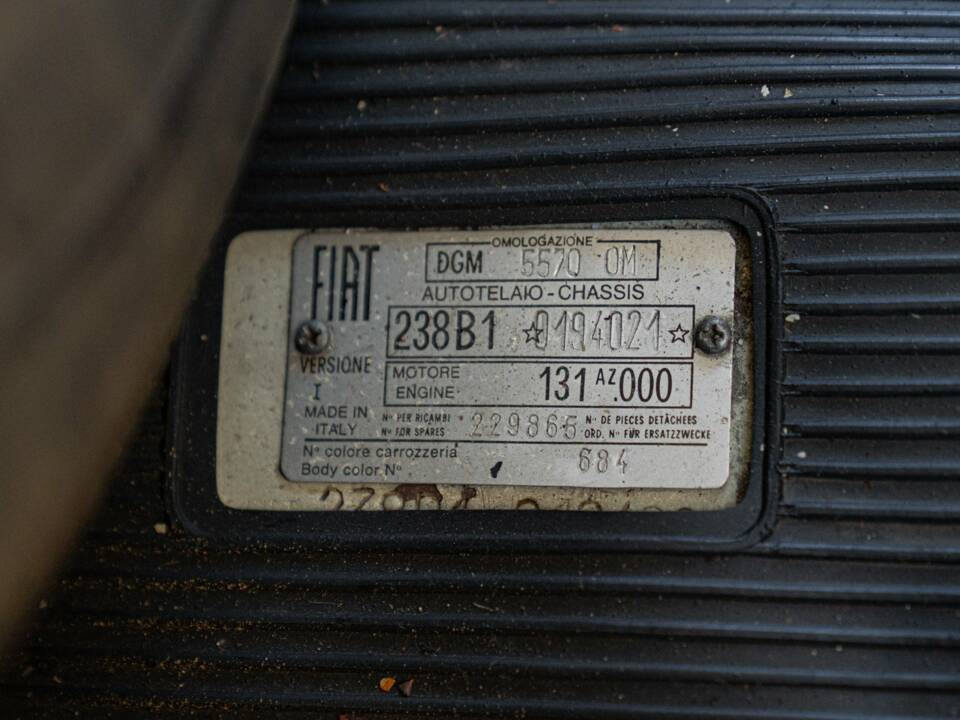 FIAT
OMOLOGAZIONE
DGM 5570 OM
AUTOTELAIO - CHASSIS
238B1 ☆0194021☆
VERSIONE
I
MOTORE
ENGINE
131 AZ.000
MADE IN
ITALY
No PER RICAMBI
No FOR SPARES
229865
No DE PIECES DETACHEES
ORD. No FÜR ERSATZZWECKE
No colore carrozzeria
Body color No
684